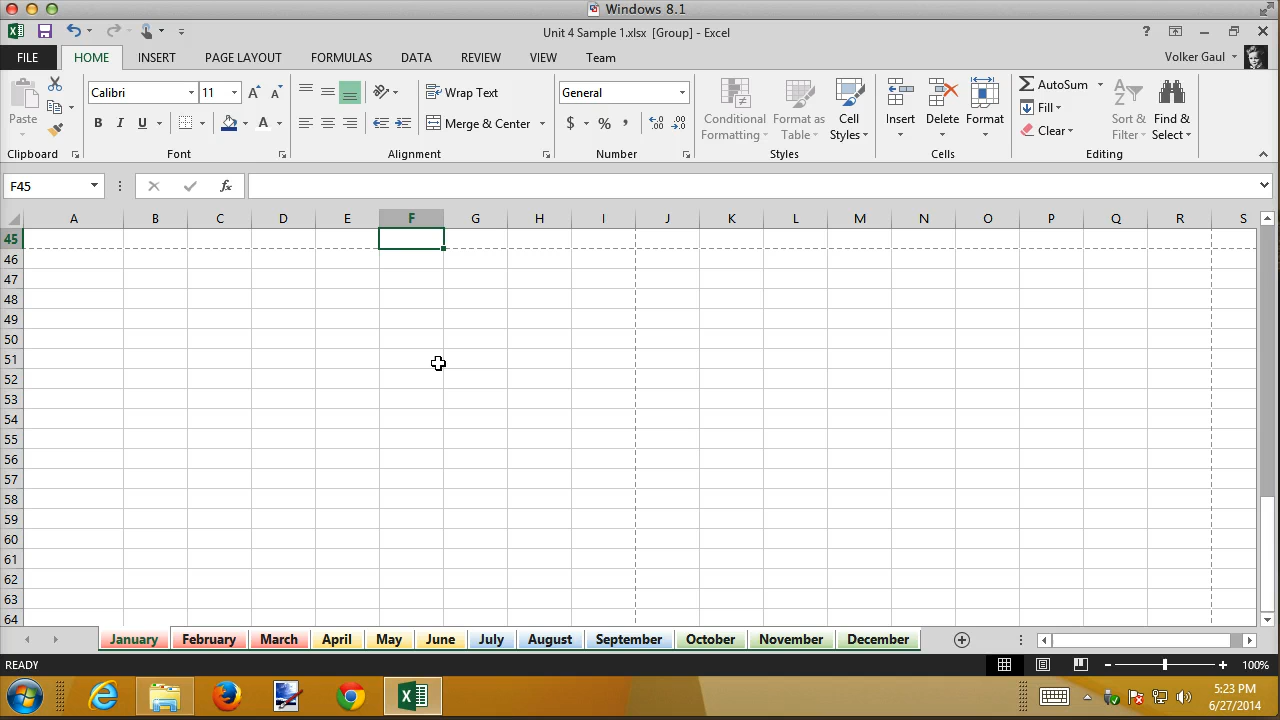 Windows 8.1
Unit 4 Sample 1.xlsx [Group] - Excel
?
FILE HOME INSERT PAGE LAYOUT FORMULAS DATA REVIEW VIEW Team Volker Gaul
Paste
Calibri 11 A A
B I U A
Wrap Text
Merge & Center
General
$ % ,
Conditional Formatting
Format as Table
Cell Styles
Insert Delete Format
AutoSum
Fill
Clear
Sort & Filter
Find & Select
Clipboard Font Alignment Number Styles Cells Editing
F45 fx
A B C D E F G H I J K L M N O P Q R S
45
46
47
48
49
50
51
52
53
54
55
56
57
58
59
60
61
62
63
64
January February March April May June July August September October November December
READY 100%
5:23 PM
6/27/2014